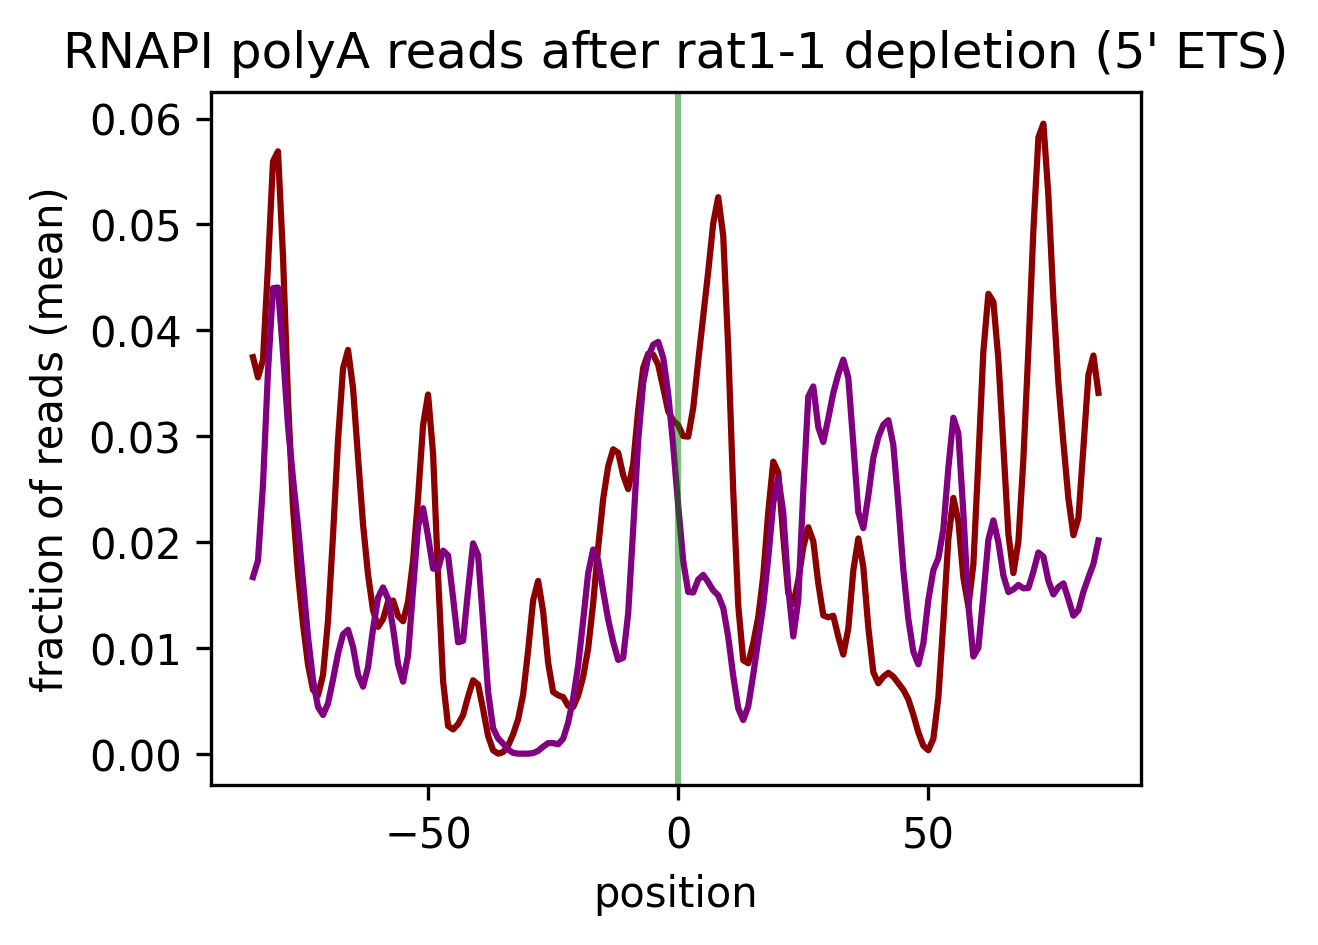 RNAPI polyA reads after rat1-1 depletion (5' ETS)
0.06
0.05
0.04
0.03
0.02
0.01
0.00
fraction of reads (mean)
−50 0 50
position